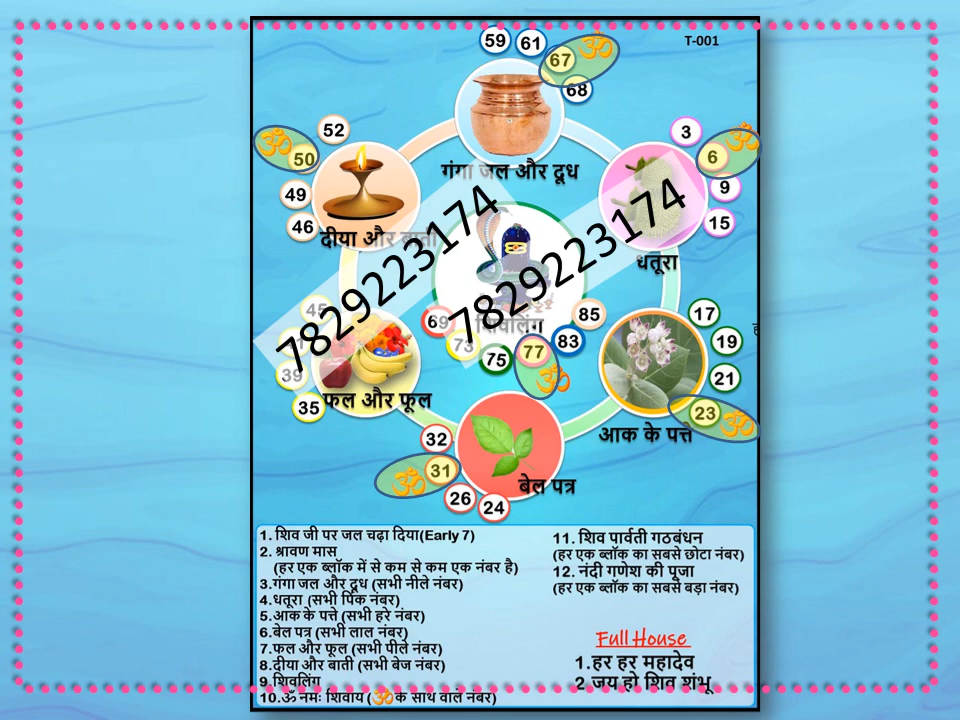 T-001
59 61 67 ॐ 68
ॐ 50 52
49
46
3
6 ॐ
9
15
गंगा जल और दूध
दीया और बाती
धतूरा
7829223174
7829223174
शिवलिंग
69 73 75 77 83 85
ॐ
45
39
35
फल और फूल
17
19
21
23 ॐ
आक के पत्ते
32
ॐ 31
26 24
बेल पत्र
1. शिव जी पर जल चढ़ा दिया(Early 7)
2. श्रावण मास
(हर एक ब्लॉक में से कम से कम एक नंबर है)
3.गंगा जल और दूध (सभी नीले नंबर)
4.धतूरा (सभी पिंक नंबर)
5.आक के पत्ते (सभी हरे नंबर)
6.बेल पत्र (सभी लाल नंबर)
7.फल और फूल (सभी पीले नंबर)
8.दीया और बाती (सभी बेज नंबर)
9.शिवलिंग
10.ॐ नमः शिवाय (ॐ के साथ वाले नंबर)
11. शिव पार्वती गठबंधन
(हर एक ब्लॉक का सबसे छोटा नंबर)
12. नंदी गणेश की पूजा
(हर एक ब्लॉक का सबसे बड़ा नंबर)
Full House
1.हर हर महादेव
2.जय हो शिव शंभू